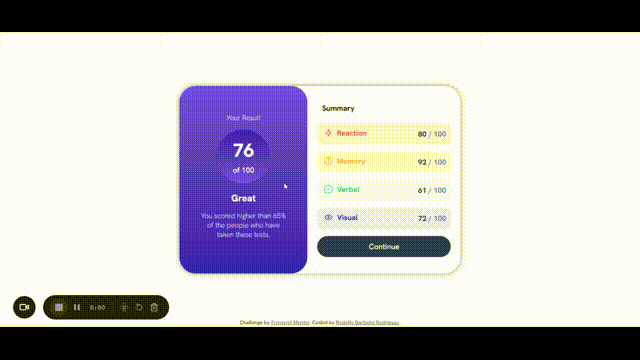 Your Result
76
of 100
Great
You scored higher than 65%
of the people who have
taken these tests.
Summary
Reaction 80 / 100
Memory 92 / 100
Verbal 61 / 100
Visual 72 / 100
Continue
0:00
Challenge by Frontend Mentor. Coded by